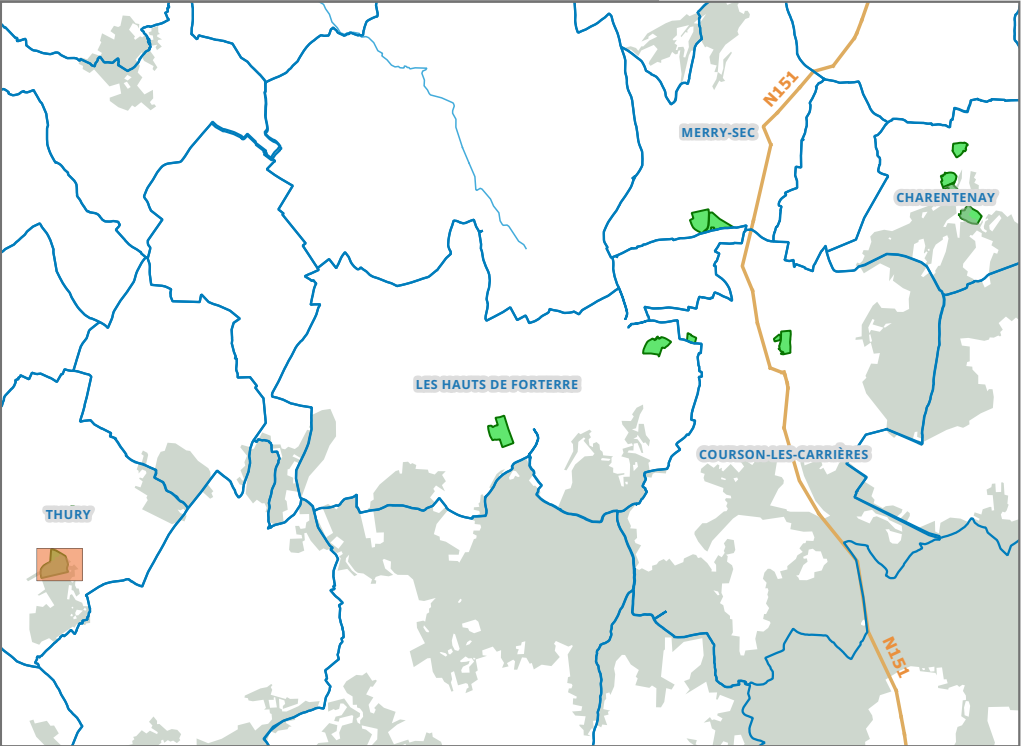 N151
MERRY-SEC
CHARENTENAY
LES HAUTS DE FORTERRE
COURSON-LES-CARRIÈRES
THURY
N151